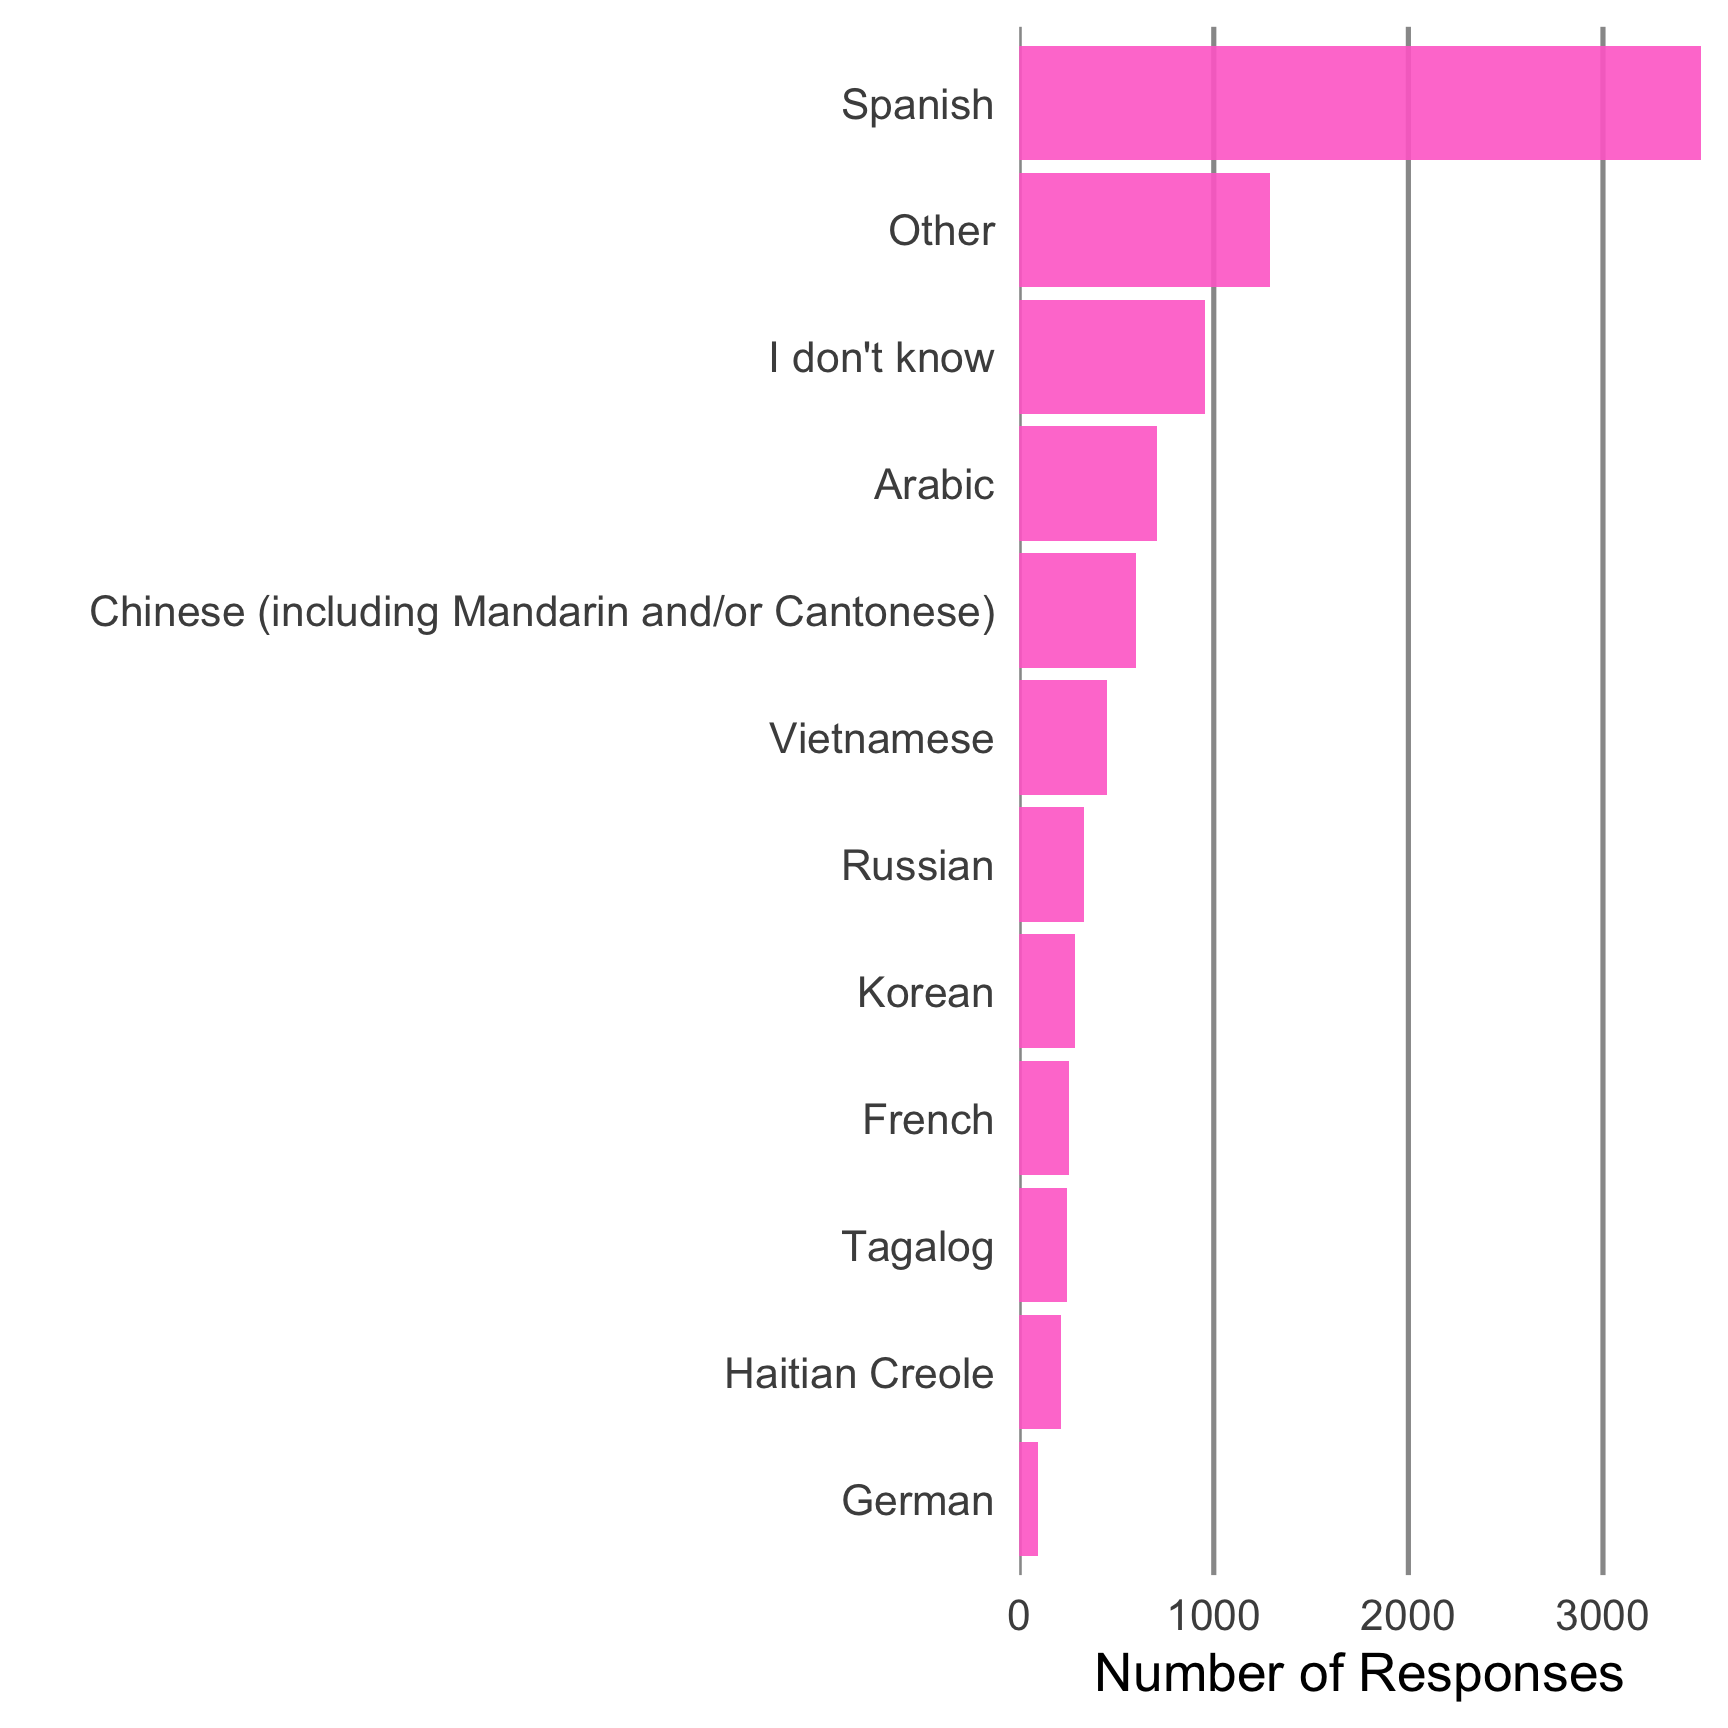 Spanish
Other
I don't know
Arabic
Chinese (including Mandarin and/or Cantonese)
Vietnamese
Russian
Korean
French
Tagalog
Haitian Creole
German
0 1000 2000 3000
Number of Responses